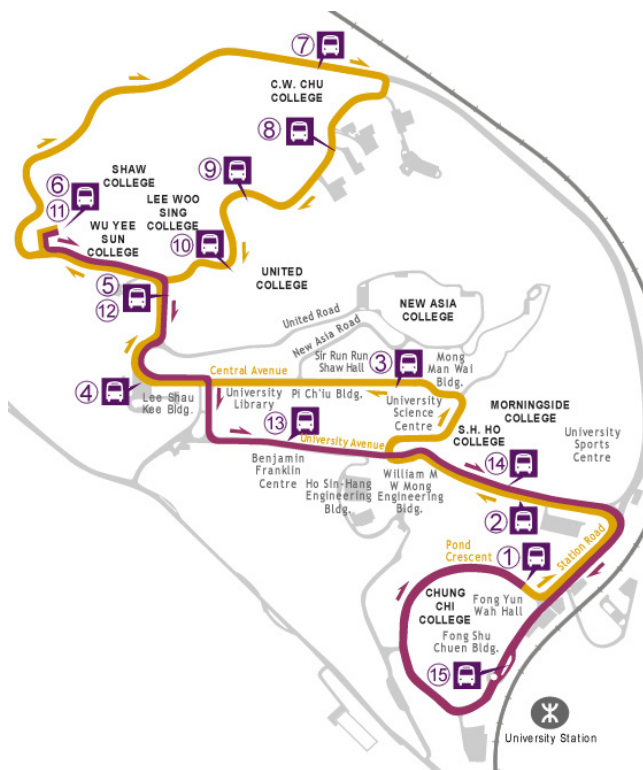 ⑦
C.W. CHU
COLLEGE
⑧
⑨
SHAW
COLLEGE
⑥
⑪
LEE WOO
SING
COLLEGE
WU YEE
SUN
COLLEGE
⑩
UNITED
COLLEGE
⑤
⑫
NEW ASIA
COLLEGE
United Road
New Asia Road
Sir Run Run
Shaw Hall
③
Mong
Man Wai
Bldg.
Central Avenue
④
Lee Shau
Kee Bldg.
University
Library
Pi Ch'iu Bldg.
University
Science
Centre
MORNINGSIDE
COLLEGE
S.H. HO
COLLEGE
University
Sports
Centre
⑬
University Avenue
⑭
Benjamin
Franklin
Centre
Ho Sin-Hang
Engineering
Bldg.
William M
W Mong
Engineering
Bldg.
②
①
Pond
Crescent
Station Road
CHUNG
CHI
COLLEGE
Fong Yun
Wah Hall
Fong Shu
Chuen Bldg.
⑮
University Station